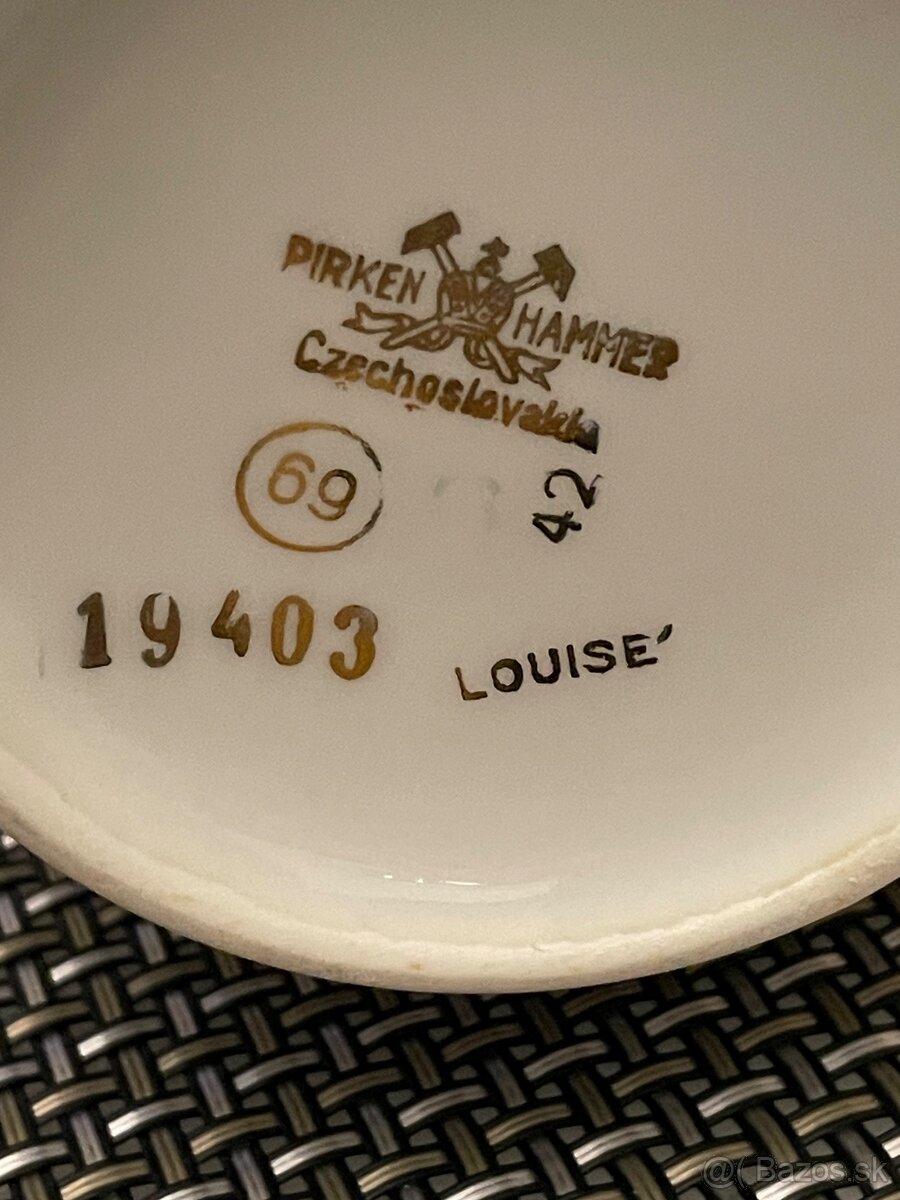 PIRKEN HAMMER
Czechoslovakia
69
42
19403
LOUISE'
@( Bazos.sk